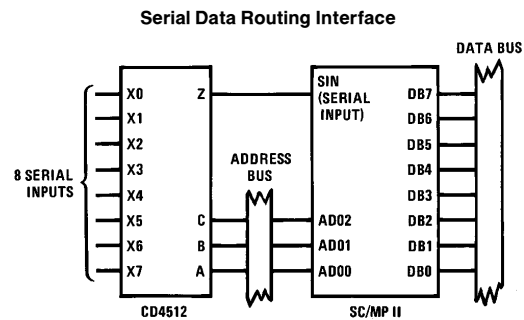 Serial Data Routing Interface
DATA BUS
8 SERIAL
INPUTS
X0
X1
X2
X3
X4
X5
X6
X7
Z
C
B
A
CD4512
ADDRESS
BUS
SIN
(SERIAL
INPUT)
AD02
AD01
AD00
DB7
DB6
DB5
DB4
DB3
DB2
DB1
DB0
SC/MP II